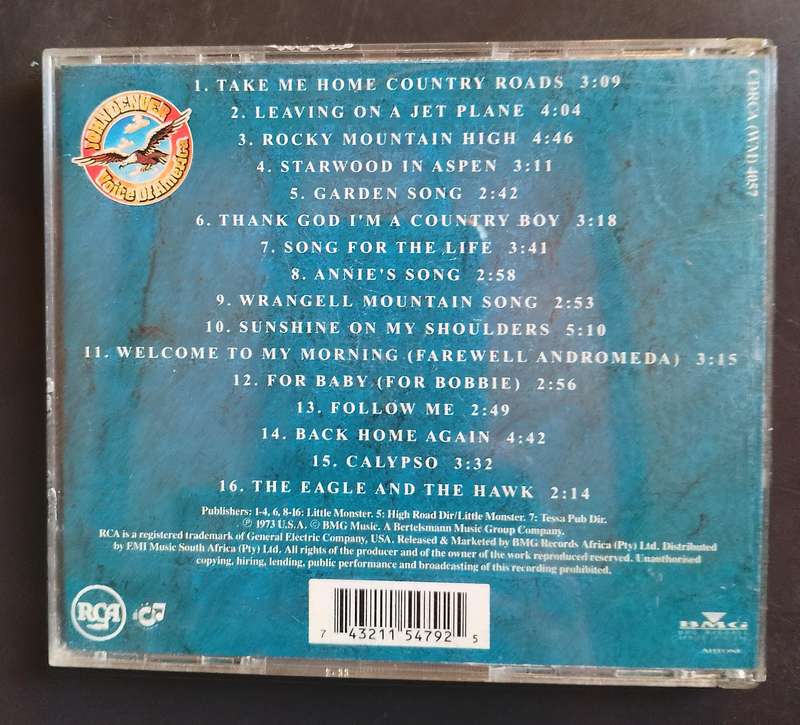 1. TAKE ME HOME COUNTRY ROADS 3:09
2. LEAVING ON A JET PLANE 4:04
3. ROCKY MOUNTAIN HIGH 4:46
4. STARWOOD IN ASPEN 3:11
5. GARDEN SONG 2:42
6. THANK GOD I'M A COUNTRY BOY 3:18
7. SONG FOR THE LIFE 3:41
8. ANNIE'S SONG 2:58
9. WRANGELL MOUNTAIN SONG 2:53
10. SUNSHINE ON MY SHOULDERS 5:10
11. WELCOME TO MY MORNING (FAREWELL ANDROMEDA) 3:15
12. FOR BABY (FOR BOBBIE) 2:56
13. FOLLOW ME 2:49
14. BACK HOME AGAIN 4:42
15. CALYPSO 3:32
16. THE EAGLE AND THE HAWK 2:14
JOHN DENVER
Voice Of America
CDRCA (WM) 4057
Publishers: 1-4, 6, 8-16: Little Monster. 5: High Road Dir/Little Monster. 7: Tessa Pub Dir.
℗ 1973 U.S.A. © BMG Music. A Bertelsmann Music Group Company.
RCA is a registered trademark of General Electric Company, USA. Released & Marketed by BMG Records Africa (Pty) Ltd. Distributed
by EMI Music South Africa (Pty) Ltd. All rights of the producer and of the owner of the work reproduced reserved. Unauthorised
copying, hiring, lending, public performance and broadcasting of this recording prohibited.
RCA
7 43211 54792 5
BMG
BMG RECORDS